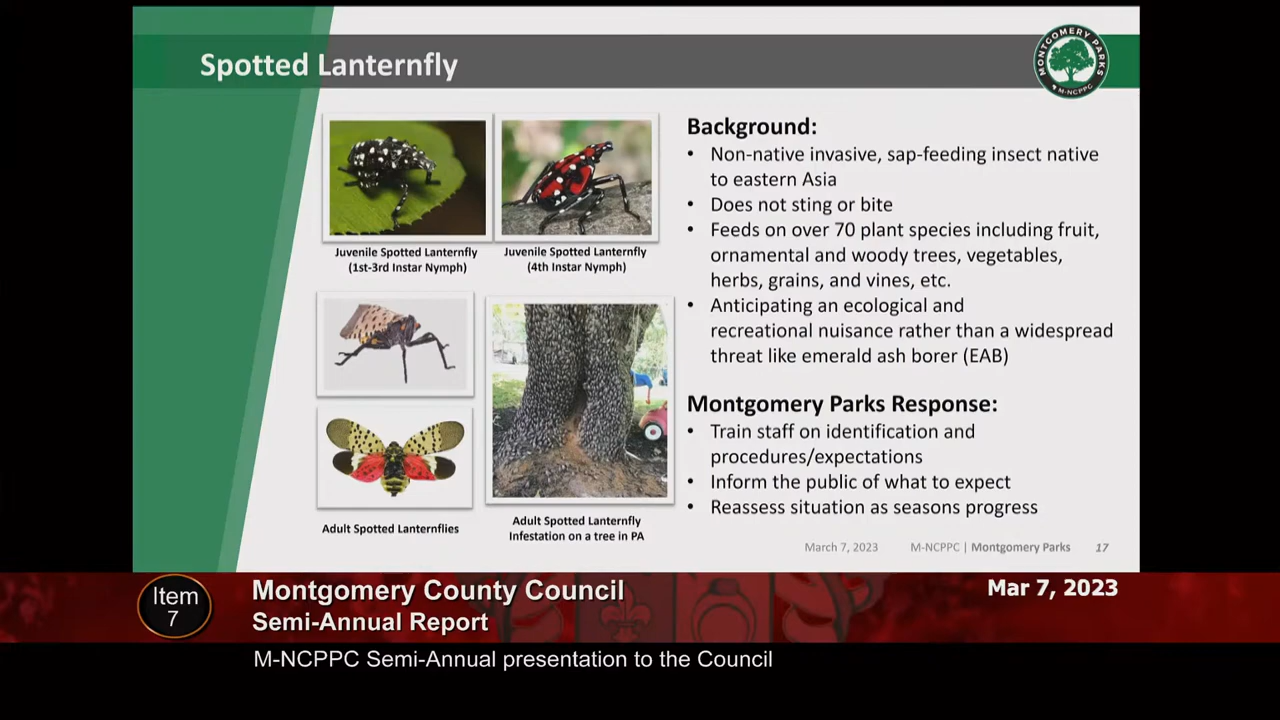 Spotted Lanternfly
MONTGOMERY PARKS
M-NCPPC
Juvenile Spotted Lanternfly
(1st-3rd Instar Nymph)
Juvenile Spotted Lanternfly
(4th Instar Nymph)
Adult Spotted Lanternflies
Adult Spotted Lanternfly
Infestation on a tree in PA
Background:
• Non-native invasive, sap-feeding insect native
to eastern Asia
• Does not sting or bite
• Feeds on over 70 plant species including fruit,
ornamental and woody trees, vegetables,
herbs, grains, and vines, etc.
• Anticipating an ecological and
recreational nuisance rather than a widespread
threat like emerald ash borer (EAB)
Montgomery Parks Response:
• Train staff on identification and
procedures/expectations
• Inform the public of what to expect
• Reassess situation as seasons progress
March 7, 2023 M-NCPPC | Montgomery Parks 17
Item
7
Montgomery County Council
Semi-Annual Report
Mar 7, 2023
M-NCPPC Semi-Annual presentation to the Council